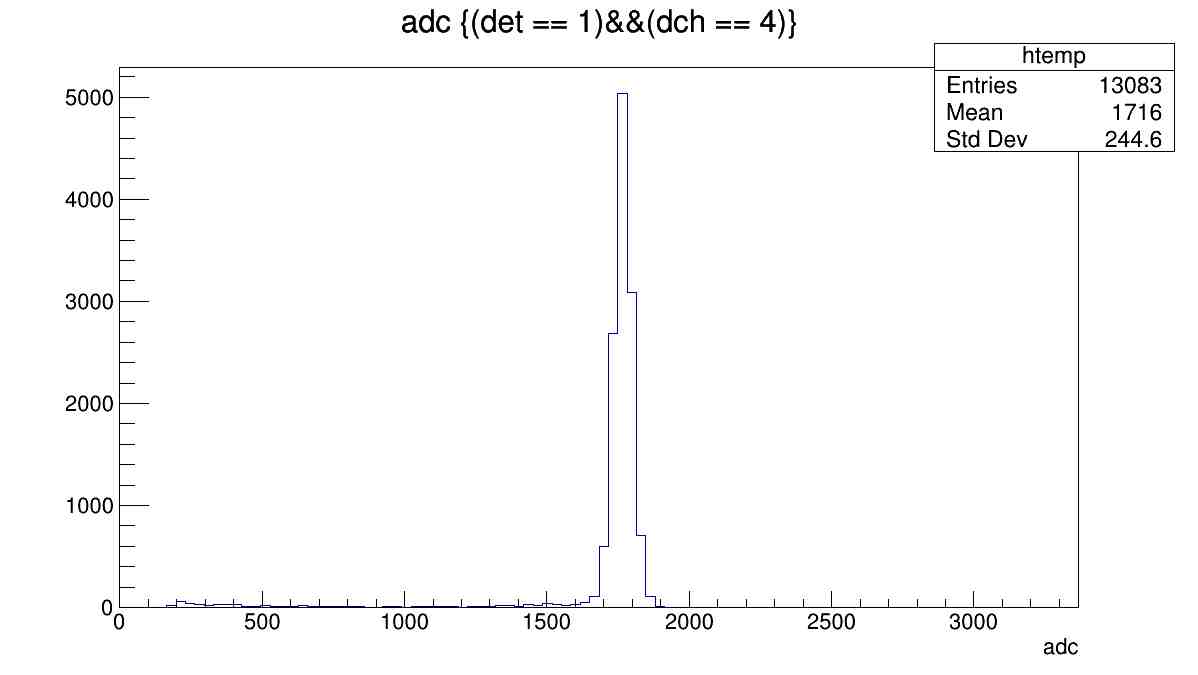 adc {(det == 1)&&(dch == 4)}
htemp
Entries 13083
Mean 1716
Std Dev 244.6
5000
4000
3000
2000
1000
0
0 500 1000 1500 2000 2500 3000
adc